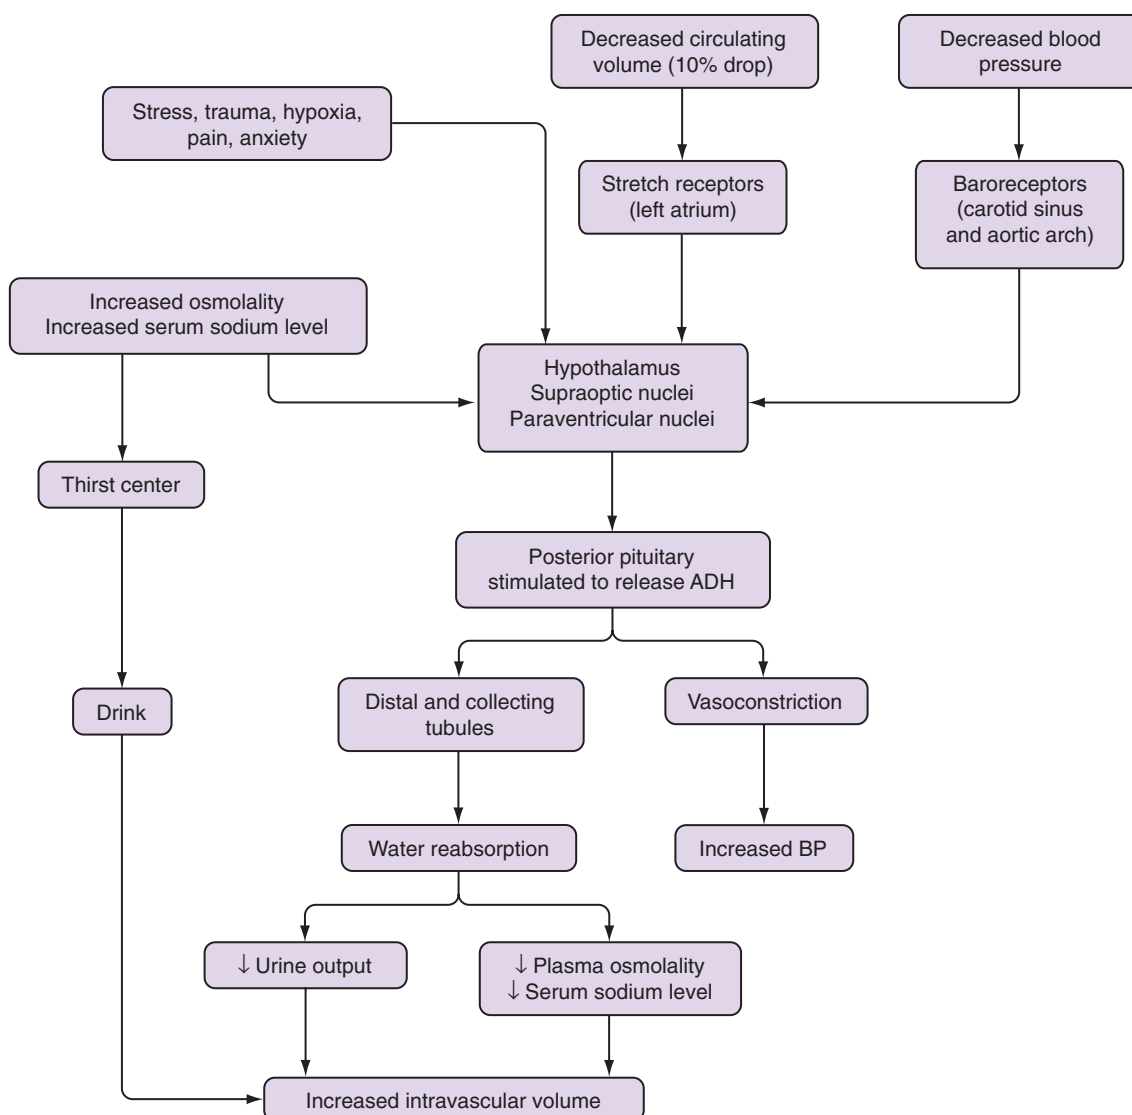 Decreased circulating
volume (10% drop)
Decreased blood
pressure
Stress, trauma, hypoxia,
pain, anxiety
Stretch receptors
(left atrium)
Baroreceptors
(carotid sinus
and aortic arch)
Increased osmolality
Increased serum sodium level
Hypothalamus
Supraoptic nuclei
Paraventricular nuclei
Thirst center
Posterior pituitary
stimulated to release ADH
Drink
Distal and collecting
tubules
Vasoconstriction
Water reabsorption
Increased BP
↓ Urine output
↓ Plasma osmolality
↓ Serum sodium level
Increased intravascular volume